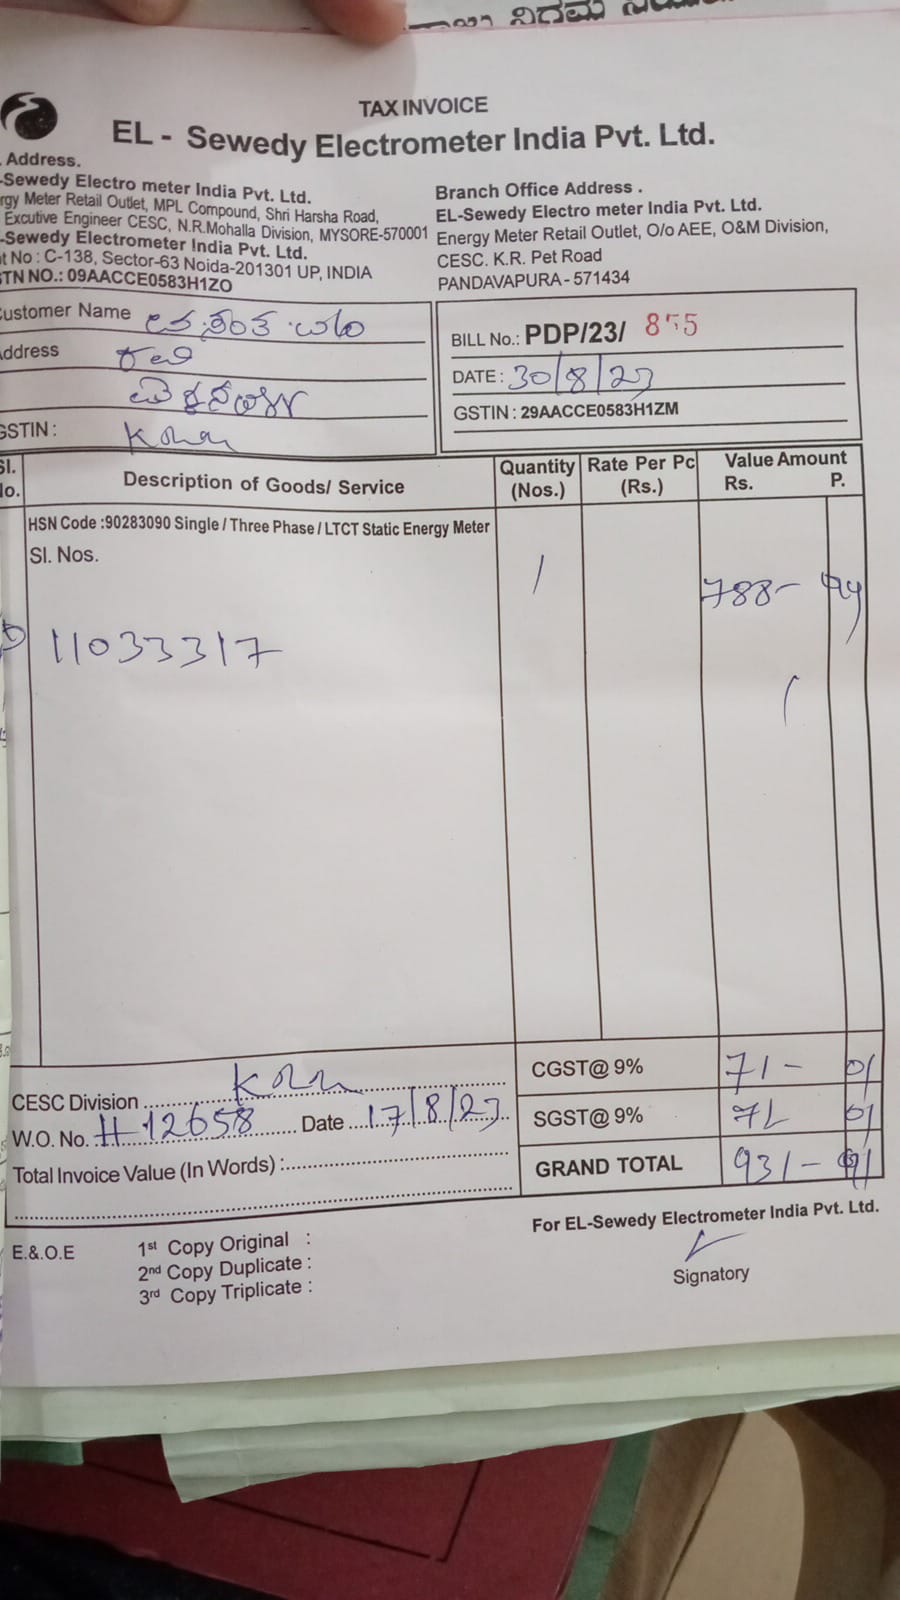 TAX INVOICE
EL - Sewedy Electrometer India Pvt. Ltd.
Address.
-Sewedy Electro meter India Pvt. Ltd.
rgy Meter Retail Outlet, MPL Compound, Shri Harsha Road,
Excutive Engineer CESC, N.R.Mohalla Division, MYSORE-570001
-Sewedy Electrometer India Pvt. Ltd.
t No : C-138, Sector-63 Noida-201301 UP, INDIA
STN NO.: 09AACCE0583H1ZO
Branch Office Address .
EL-Sewedy Electro meter India Pvt. Ltd.
Energy Meter Retail Outlet, O/o AEE, O&M Division,
CESC. K.R. Pet Road
PANDAVAPURA - 571434
Customer Name
Address
GSTIN :
BILL No.: PDP/23/ 855
DATE : 30/8/23
GSTIN : 29AACCE0583H1ZM
Sl. No. Description of Goods/ Service Quantity (Nos.) Rate Per Pc (Rs.) Value Amount Rs. P.
HSN Code :90283090 Single / Three Phase / LTCT Static Energy Meter
Sl. Nos.
1 788-
11033317
CESC Division
CGST@ 9% 71- 01
W.O. No. 12658 Date 17/8/23
SGST@ 9% 71 01
Total Invoice Value (In Words) :
GRAND TOTAL 931-
For EL-Sewedy Electrometer India Pvt. Ltd.
E.&.O.E
1st Copy Original :
2nd Copy Duplicate :
3rd Copy Triplicate :
Signatory